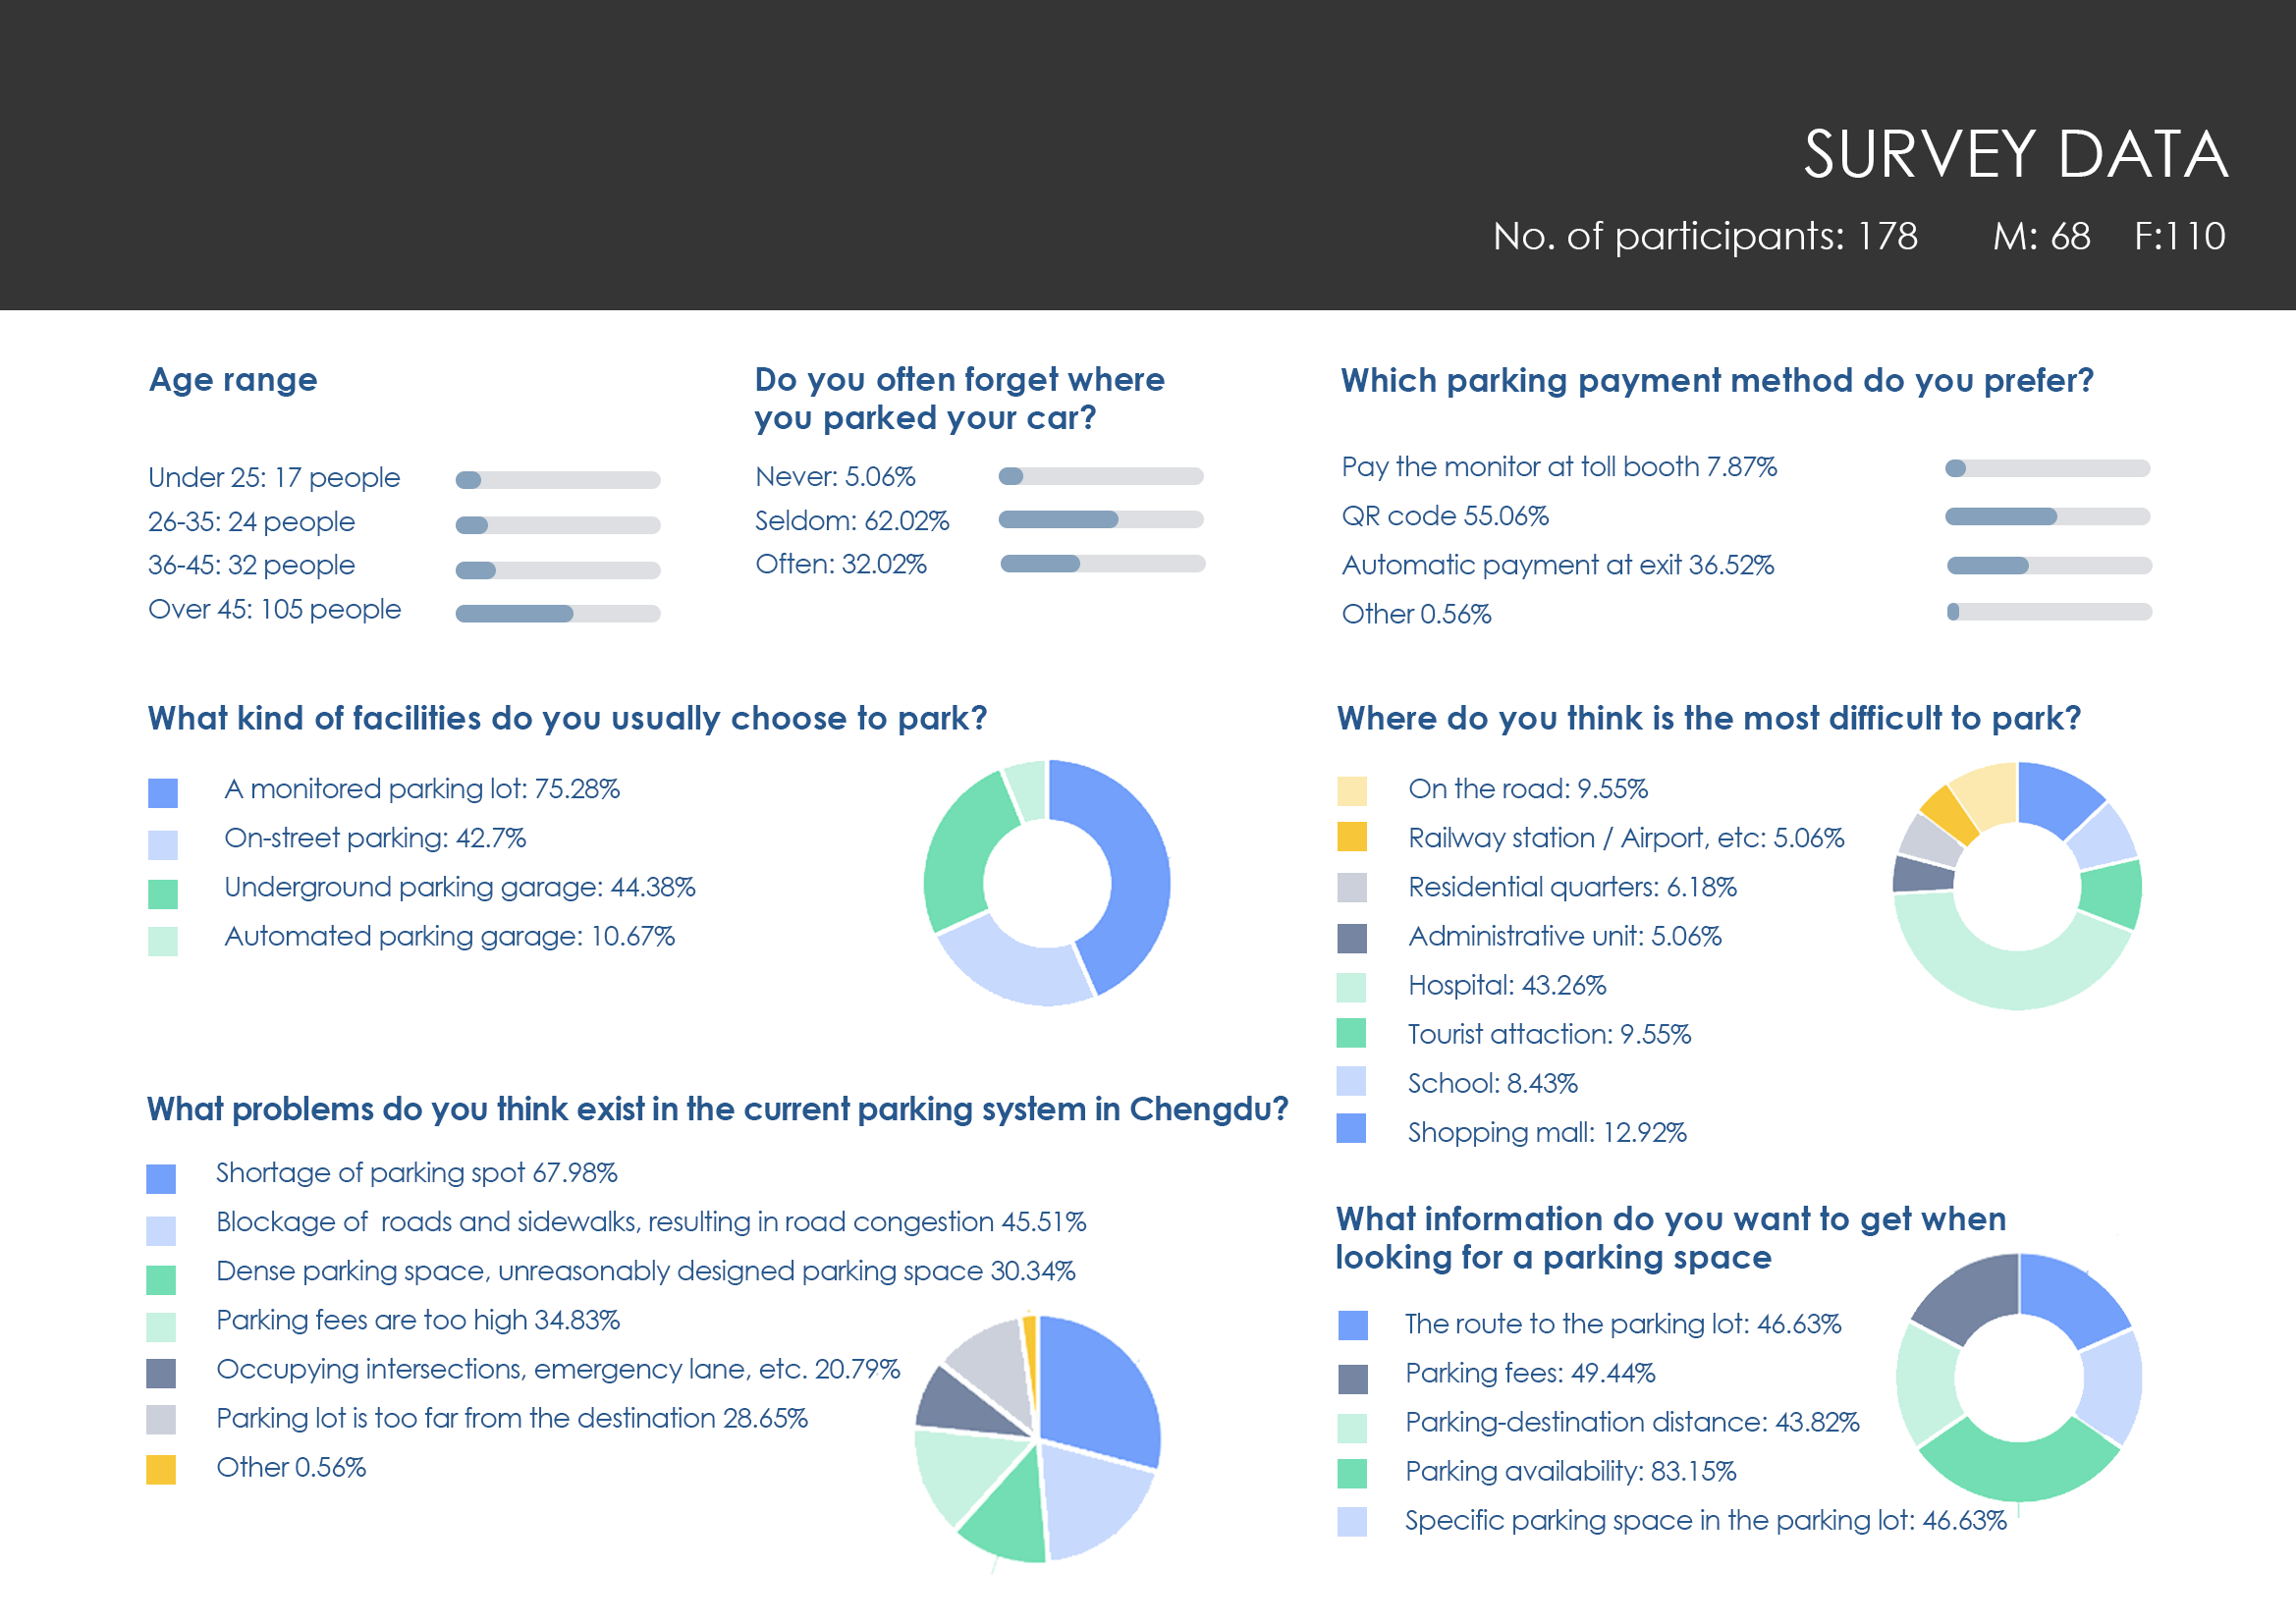 SURVEY DATA
No. of participants: 178 M: 68 F:110
Age range
Under 25: 17 people
26-35: 24 people
36-45: 32 people
Over 45: 105 people
Do you often forget where
you parked your car?
Never: 5.06%
Seldom: 62.02%
Often: 32.02%
Which parking payment method do you prefer?
Pay the monitor at toll booth 7.87%
QR code 55.06%
Automatic payment at exit 36.52%
Other 0.56%
What kind of facilities do you usually choose to park?
A monitored parking lot: 75.28%
On-street parking: 42.7%
Underground parking garage: 44.38%
Automated parking garage: 10.67%
Where do you think is the most difficult to park?
On the road: 9.55%
Railway station / Airport, etc: 5.06%
Residential quarters: 6.18%
Administrative unit: 5.06%
Hospital: 43.26%
Tourist attaction: 9.55%
School: 8.43%
Shopping mall: 12.92%
What problems do you think exist in the current parking system in Chengdu?
Shortage of parking spot 67.98%
Blockage of roads and sidewalks, resulting in road congestion 45.51%
Dense parking space, unreasonably designed parking space 30.34%
Parking fees are too high 34.83%
Occupying intersections, emergency lane, etc. 20.79%
Parking lot is too far from the destination 28.65%
Other 0.56%
What information do you want to get when
looking for a parking space
The route to the parking lot: 46.63%
Parking fees: 49.44%
Parking-destination distance: 43.82%
Parking availability: 83.15%
Specific parking space in the parking lot: 46.63%